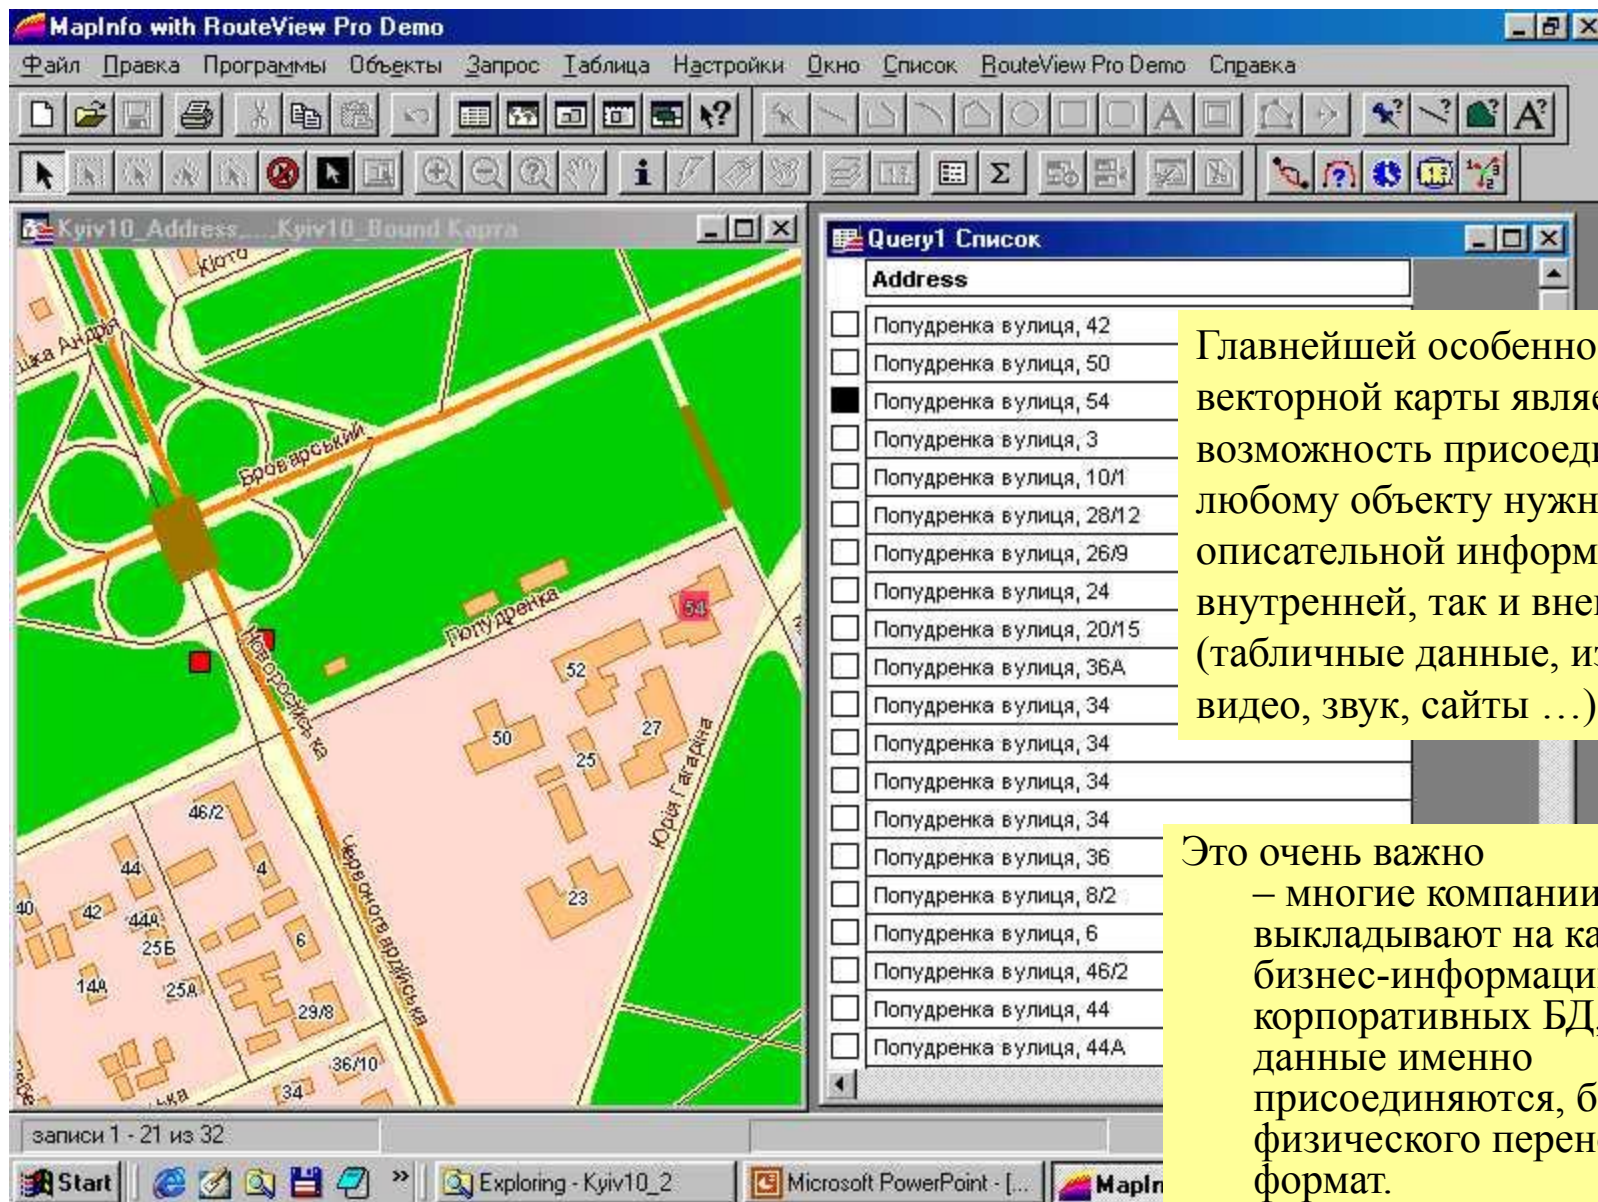 MapInfo with RouteView Pro Demo
Файл Правка Программы Объекты Запрос Таблица Настройки Окно Список RouteView Pro Demo Справка
Kyiv10_Address,...,Kyiv10_Bound Карта
Кіото
Андрія
Броварський
Попудренка
Новоросійська
Червоногвардійська
Юрія Гагаріна
54
52
50
27
25
23
46/2
44
4
40
42
44А
25Б
6
14А
25А
29/8
36/10
34
Query1 Список
Address
Попудренка вулиця, 42
Попудренка вулиця, 50
Попудренка вулиця, 54
Попудренка вулиця, 3
Попудренка вулиця, 10/1
Попудренка вулиця, 28/12
Попудренка вулиця, 26/9
Попудренка вулиця, 24
Попудренка вулиця, 20/15
Попудренка вулиця, 36А
Попудренка вулиця, 34
Попудренка вулиця, 34
Попудренка вулиця, 34
Попудренка вулиця, 34
Попудренка вулиця, 36
Попудренка вулиця, 8/2
Попудренка вулиця, 6
Попудренка вулиця, 46/2
Попудренка вулиця, 44
Попудренка вулиця, 44А
Главнейшей особенно
векторной карты явля
возможность присоед
любому объекту нужн
описательной информ
внутренней, так и вне
(табличные данные, из
видео, звук, сайты …)
Это очень важно
– многие компании
выкладывают на ка
бизнес-информаци
корпоративных БД,
данные именно
присоединяются, б
физического перен
формат.
записи 1 - 21 из 32
Start » Exploring - Kyiv10_2 Microsoft PowerPoint - [... MapIn